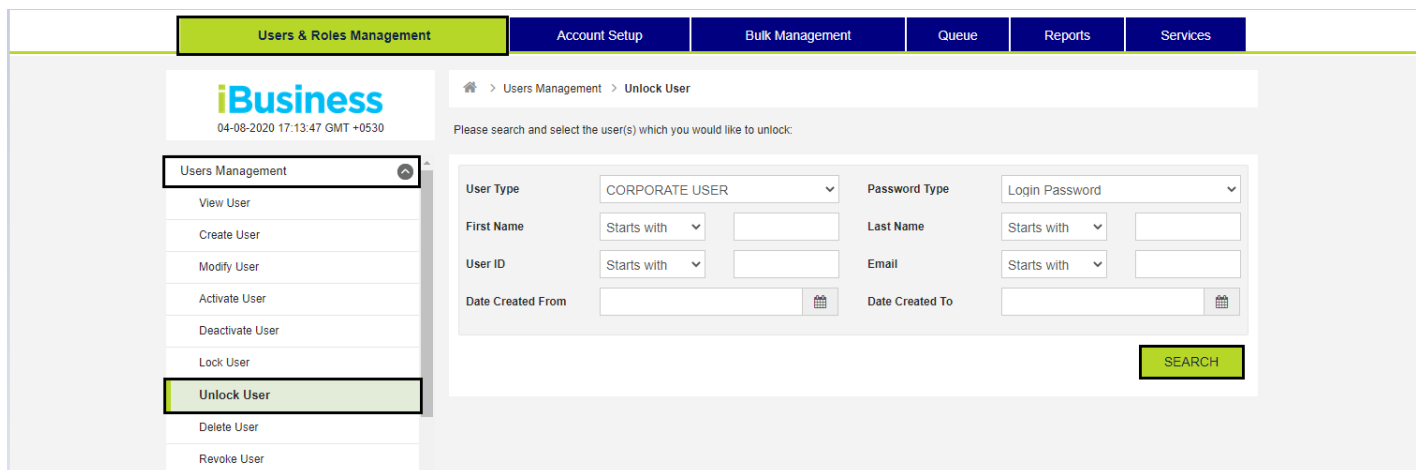 Users & Roles Management Account Setup Bulk Management Queue Reports Services
iBusiness
04-08-2020 17:13:47 GMT +0530
Users Management
View User
Create User
Modify User
Activate User
Deactivate User
Lock User
Unlock User
Delete User
Revoke User
> Users Management > Unlock User
Please search and select the user(s) which you would like to unlock:
User Type CORPORATE USER Password Type Login Password
First Name Starts with Last Name Starts with
User ID Starts with Email Starts with
Date Created From Date Created To
SEARCH